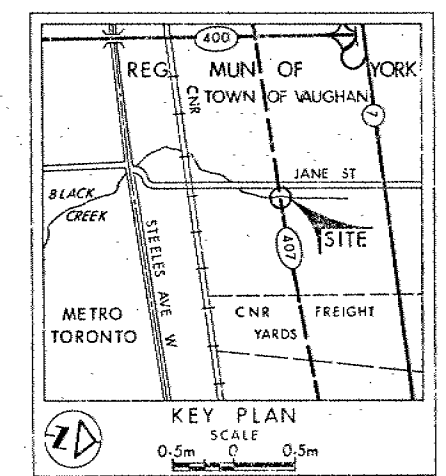 400
REG MUN OF YORK
CNR
TOWN OF VAUGHAN
7
JANE ST
BLACK
CREEK
SITE
407
STEELES AVE W
METRO
TORONTO
CNR FREIGHT
YARDS
KEY PLAN
SCALE
N
0·5m 0 0·5m